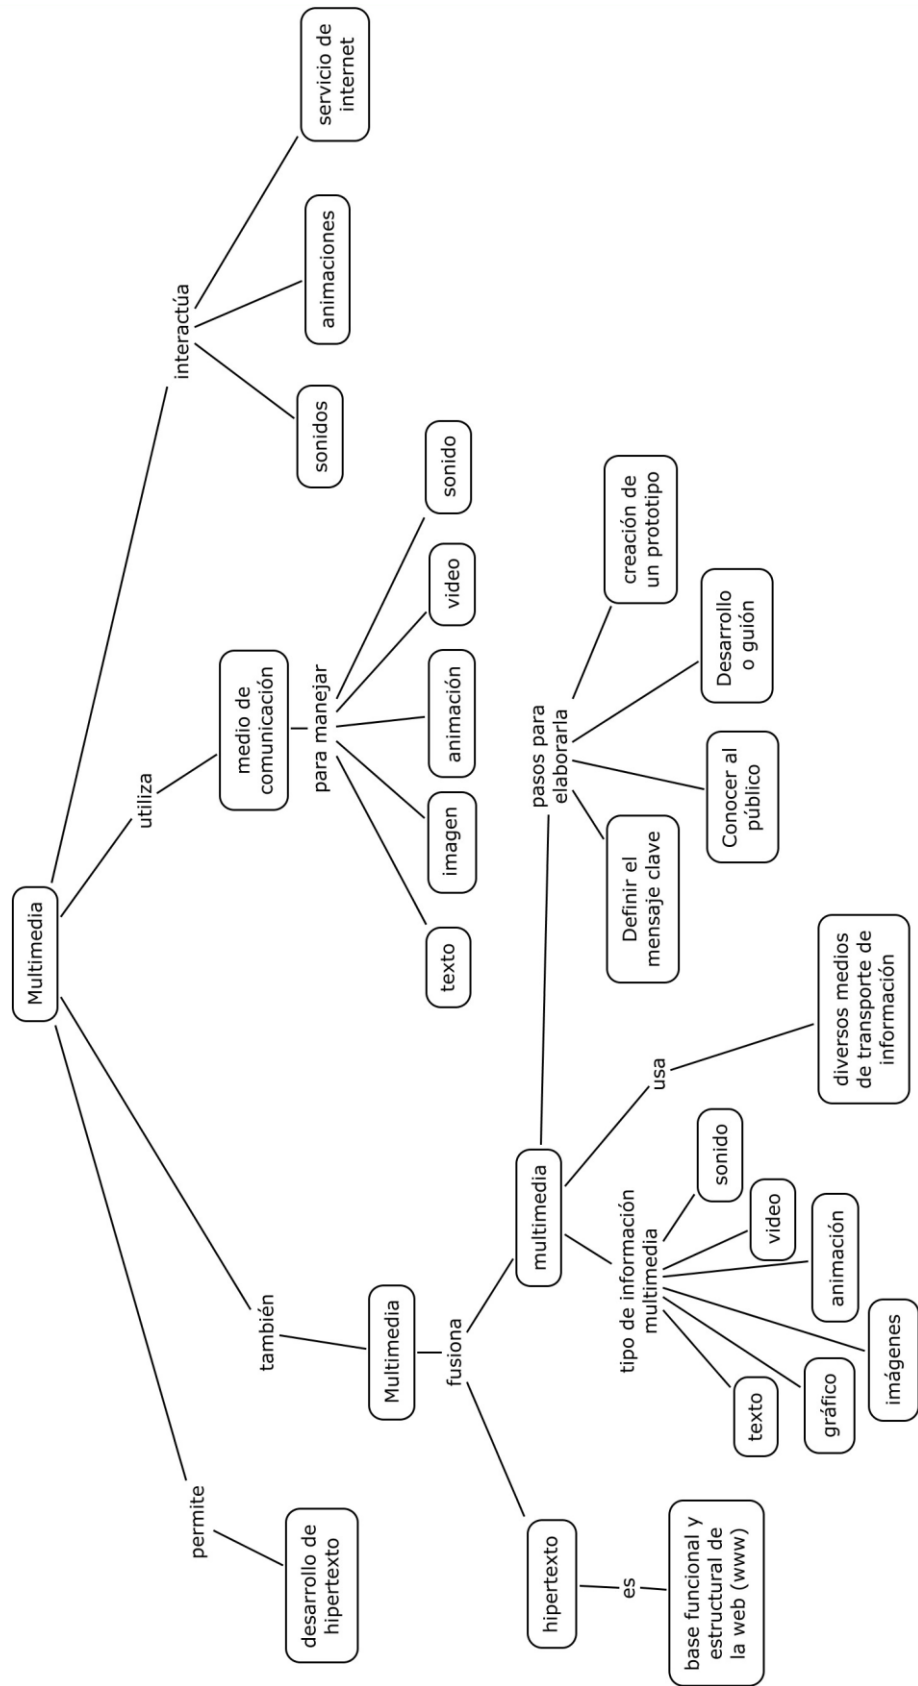 Multimedia
permite
también
utiliza
interactúa
desarrollo de
hipertexto
medio de
comunicación
sonidos
animaciones
servicio de
internet
para manejar
Multimedia
fusiona
texto
imagen
animación
video
sonido
hipertexto
multimedia
pasos para
elaborarla
es
tipo de información
multimedia
usa
Definir el
mensaje clave
Conocer al
público
Desarrollo
o guión
creación de
un prototipo
base funcional y
estructural de
la web (www)
texto
gráfico
imágenes
animación
video
sonido
diversos medios
de transporte de
información